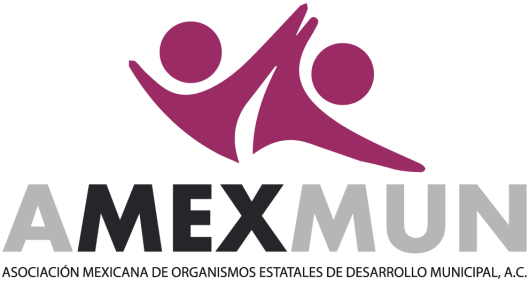 AMEXMUN
ASOCIACIÓN MEXICANA DE ORGANISMOS ESTATALES DE DESARROLLO MUNICIPAL, A.C.